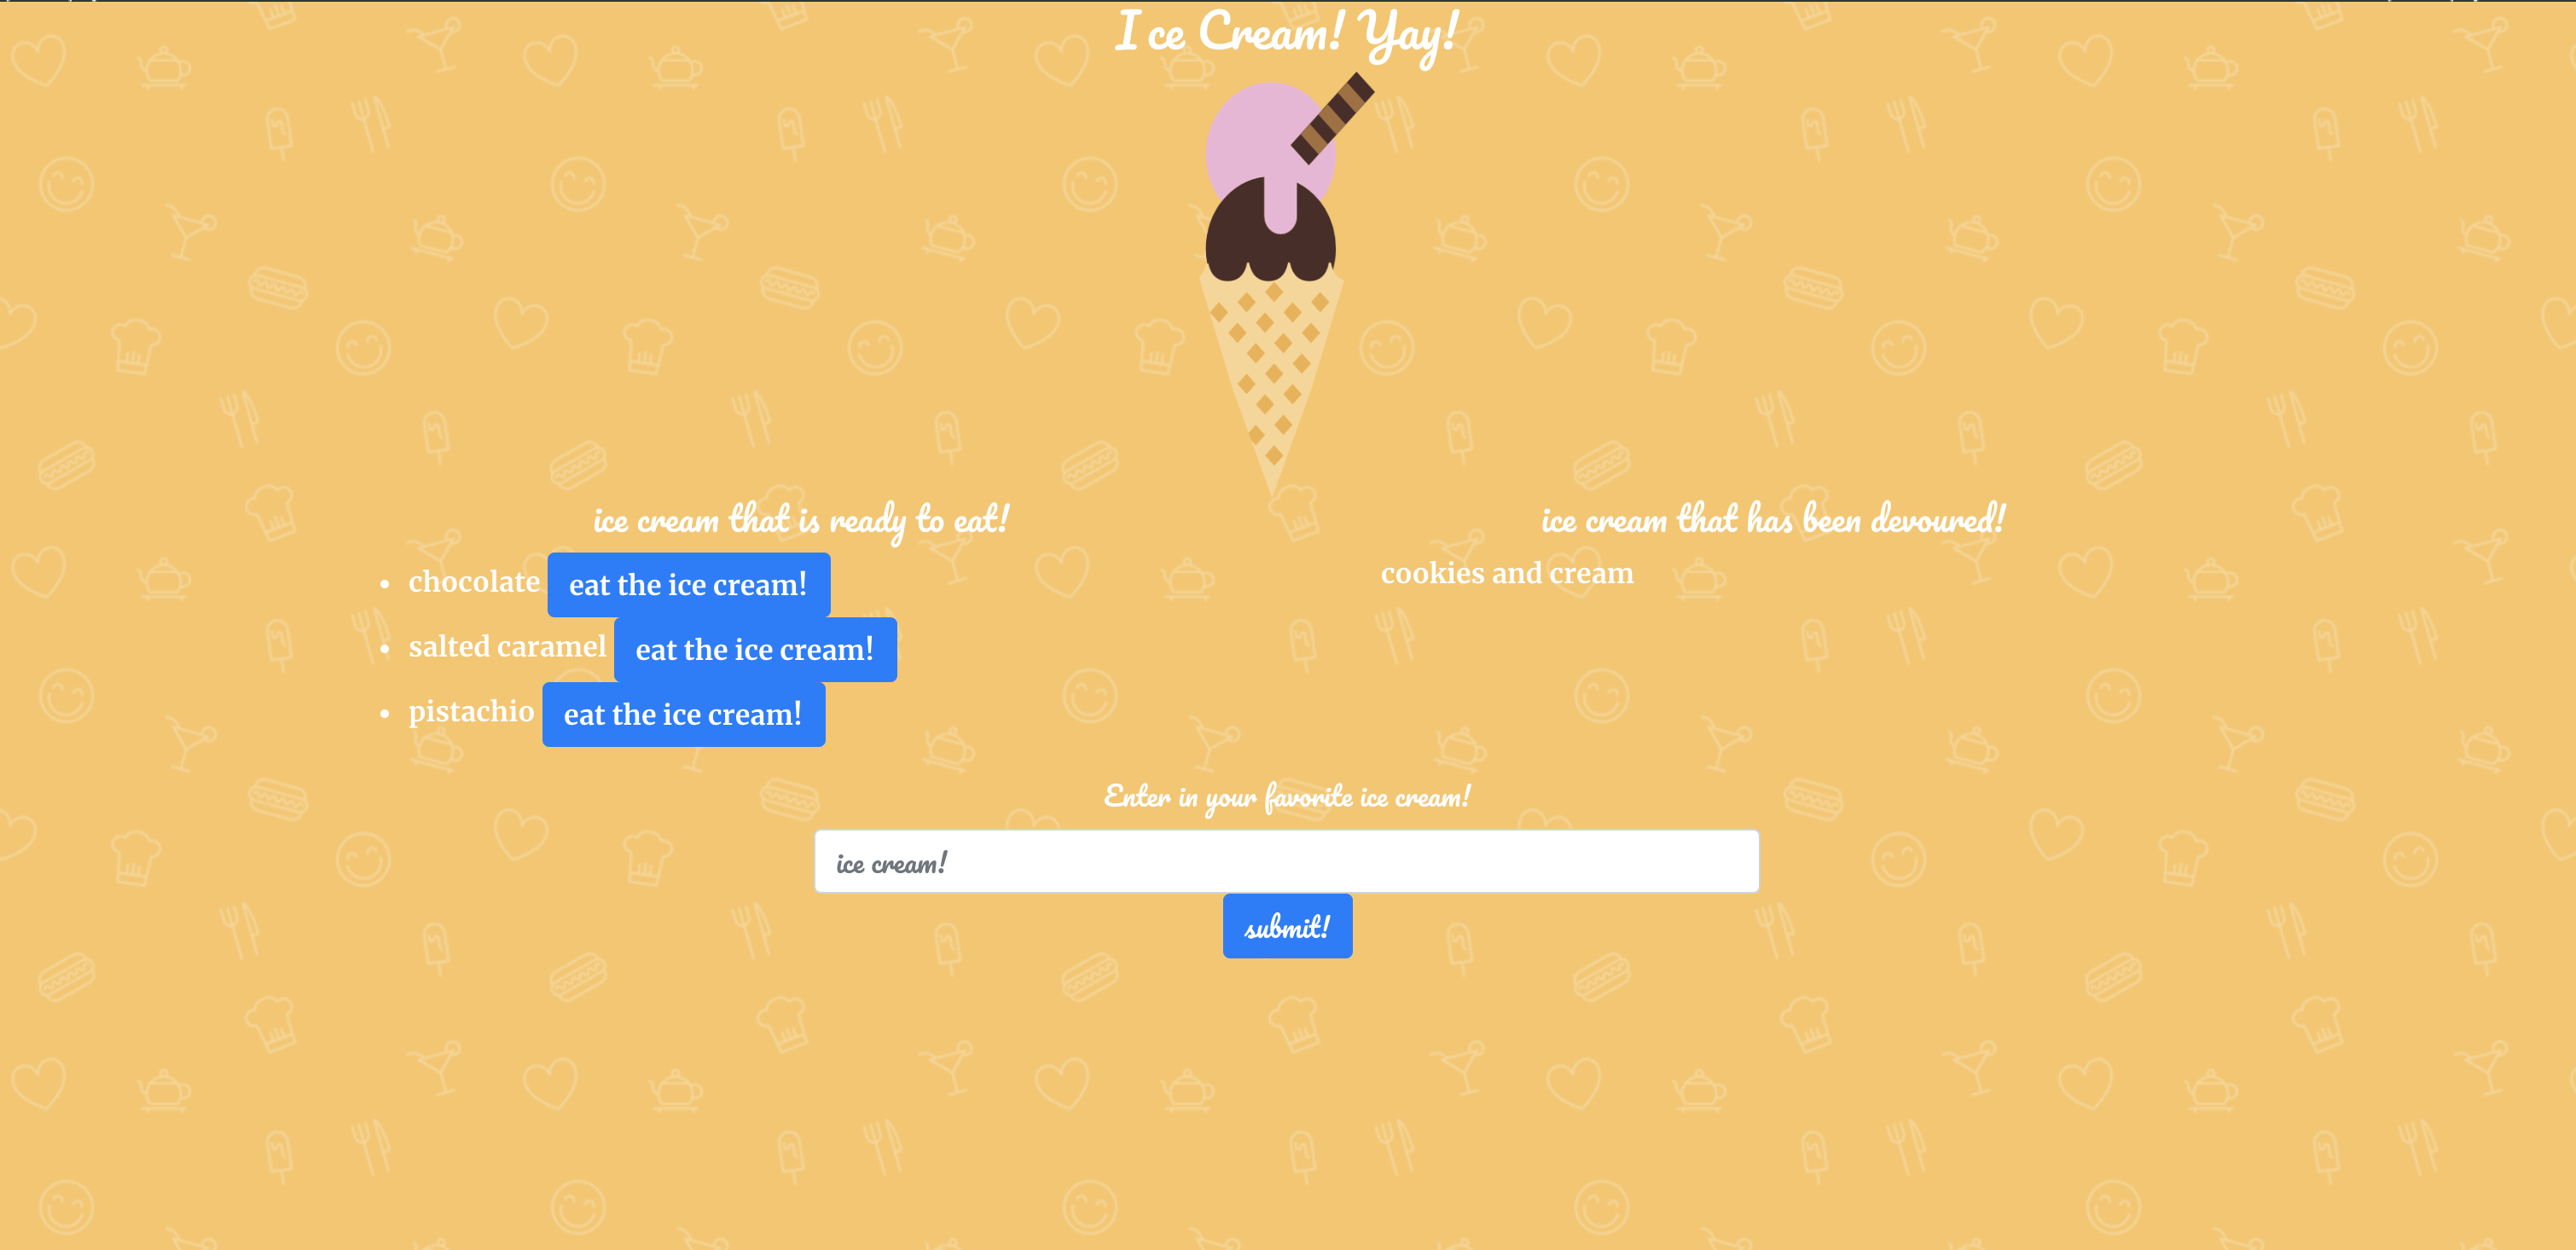 Ice Cream! Yay!
ice cream that is ready to eat!
• chocolate eat the ice cream!
• salted caramel eat the ice cream!
• pistachio eat the ice cream!
ice cream that has been devoured!
cookies and cream
Enter in your favorite ice cream!
ice cream!
submit!